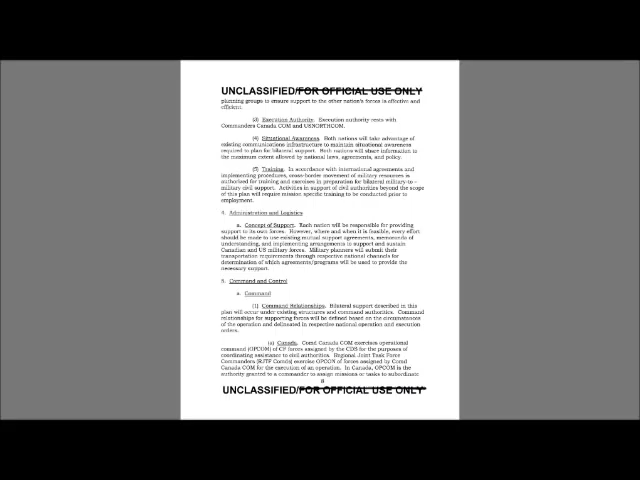 UNCLASSIFIED/FOR OFFICIAL USE ONLY
planning groups to ensure support to the other nation's forces is effective and
efficient.
(3) Execution Authority. Execution authority rests with
Commanders Canada COM and USNORTHCOM.
(4) Situational Awareness. Both nations will take advantage of
existing communications infrastructure to maintain situational awareness
required to plan for bilateral support. Both nations will share information to
the maximum extent allowed by national laws, agreements, and policy.
(5) Training. In accordance with international agreements and
implementing procedures, cross-border movement of military resources is
authorized for training and exercises in preparation for bilateral military-to-
military civil support. Activities in support of civil authorities beyond the scope
of this plan will require mission specific training to be conducted prior to
employment.
4. Administration and Logistics
a. Concept of Support. Each nation will be responsible for providing
support to its own forces. However, where and when it is feasible, every effort
should be made to use existing mutual support agreements, memoranda of
understanding, and implementing arrangements to support and sustain
Canadian and US military forces. Military planners will submit their
transportation requirements through respective national channels for
determination of which agreements/programs will be used to provide the
necessary support.
5. Command and Control
a. Command
(1) Command Relationships. Bilateral support described in this
plan will occur under existing structures and command authorities. Command
relationships for supporting forces will be defined based on the circumstances
of the operation and delineated in respective national operation and execution
orders.
(a) Canada. Comd Canada COM exercises operational
command (OPCOM) of CF forces assigned by the CDS for the purposes of
coordinating assistance to civil authorities. Regional Joint Task Force
Commanders (RJTF Comds) exercise OPCON of forces assigned by Comd
Canada COM for the execution of an operation. In Canada, OPCOM is the
authority granted to a commander to assign missions or tasks to subordinate
8
UNCLASSIFIED/FOR OFFICIAL USE ONLY